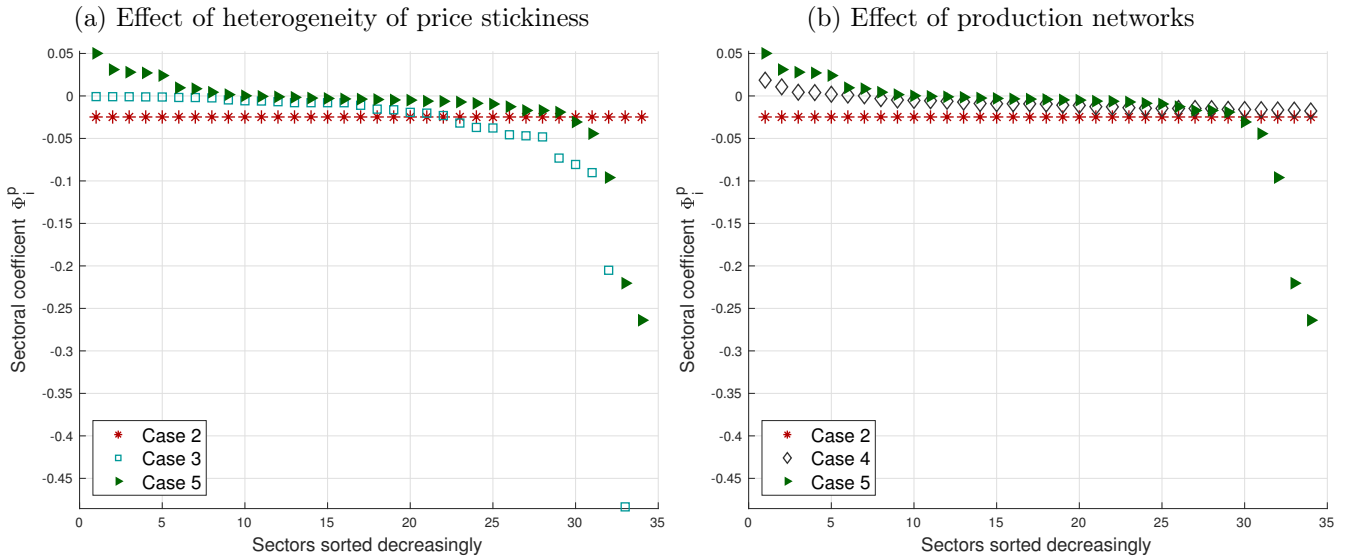 (a) Effect of heterogeneity of price stickiness
0.05
0
-0.05
-0.1
-0.15
-0.2
-0.25
-0.3
-0.35
-0.4
-0.45
Sectoral coefficent Φ_i^p
Case 2
Case 3
Case 5
0 5 10 15 20 25 30 35
Sectors sorted decreasingly
(b) Effect of production networks
0.05
0
-0.05
-0.1
-0.15
-0.2
-0.25
-0.3
-0.35
-0.4
-0.45
Sectoral coefficent Φ_i^p
Case 2
Case 4
Case 5
0 5 10 15 20 25 30 35
Sectors sorted decreasingly